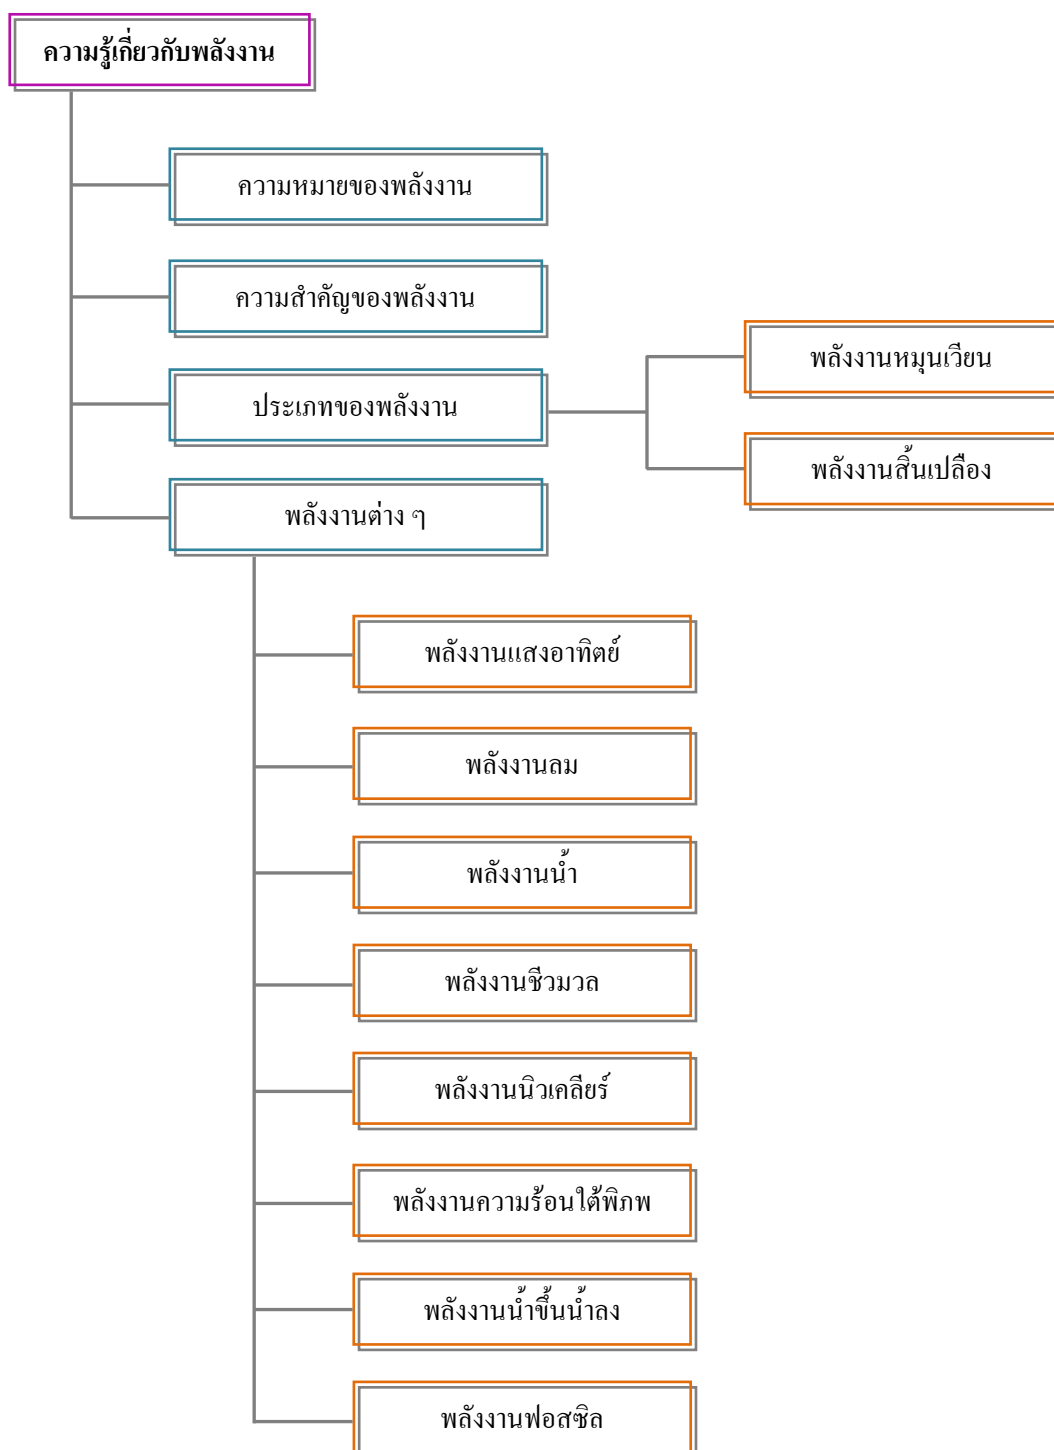 ความรู้เกี่ยวกับพลังงาน
ความหมายของพลังงาน
ความสำคัญของพลังงาน
ประเภทของพลังงาน
พลังงานหมุนเวียน
พลังงานสิ้นเปลือง
พลังงานต่าง ๆ
พลังงานแสงอาทิตย์
พลังงานลม
พลังงานน้ำ
พลังงานชีวมวล
พลังงานนิวเคลียร์
พลังงานความร้อนใต้พิภพ
พลังงานน้ำขึ้นน้ำลง
พลังงานฟอสซิล